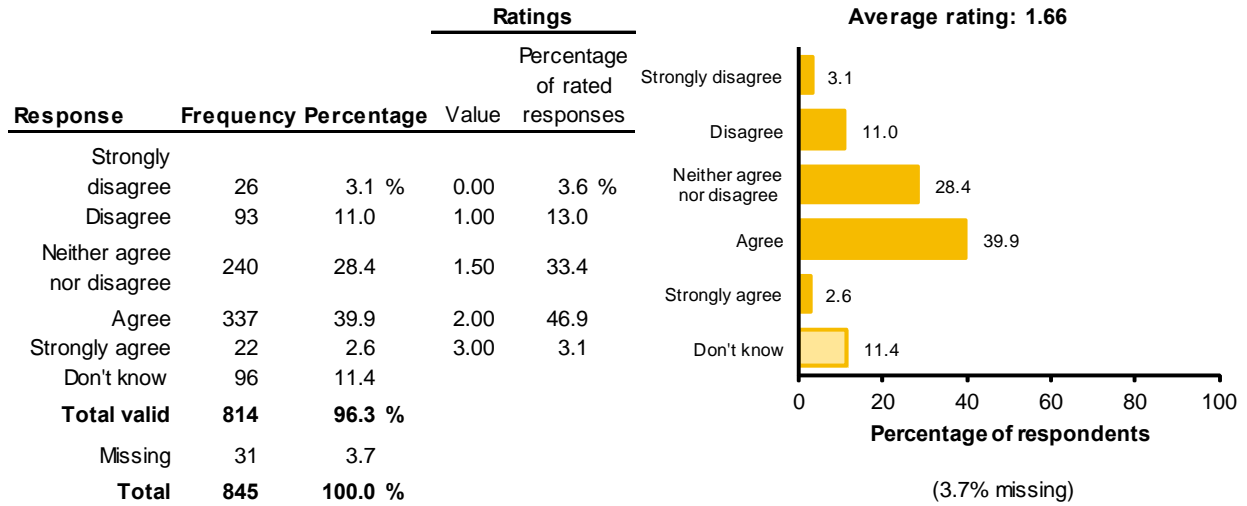 Ratings
Response Frequency Percentage Value Percentage of rated responses
Strongly disagree 26 3.1 % 0.00 3.6 %
Disagree 93 11.0 1.00 13.0
Neither agree nor disagree 240 28.4 1.50 33.4
Agree 337 39.9 2.00 46.9
Strongly agree 22 2.6 3.00 3.1
Don't know 96 11.4
Total valid 814 96.3 %
Missing 31 3.7
Total 845 100.0 %
Average rating: 1.66
Strongly disagree 3.1
Disagree 11.0
Neither agree
nor disagree 28.4
Agree 39.9
Strongly agree 2.6
Don't know 11.4
0 20 40 60 80 100
Percentage of respondents
(3.7% missing)